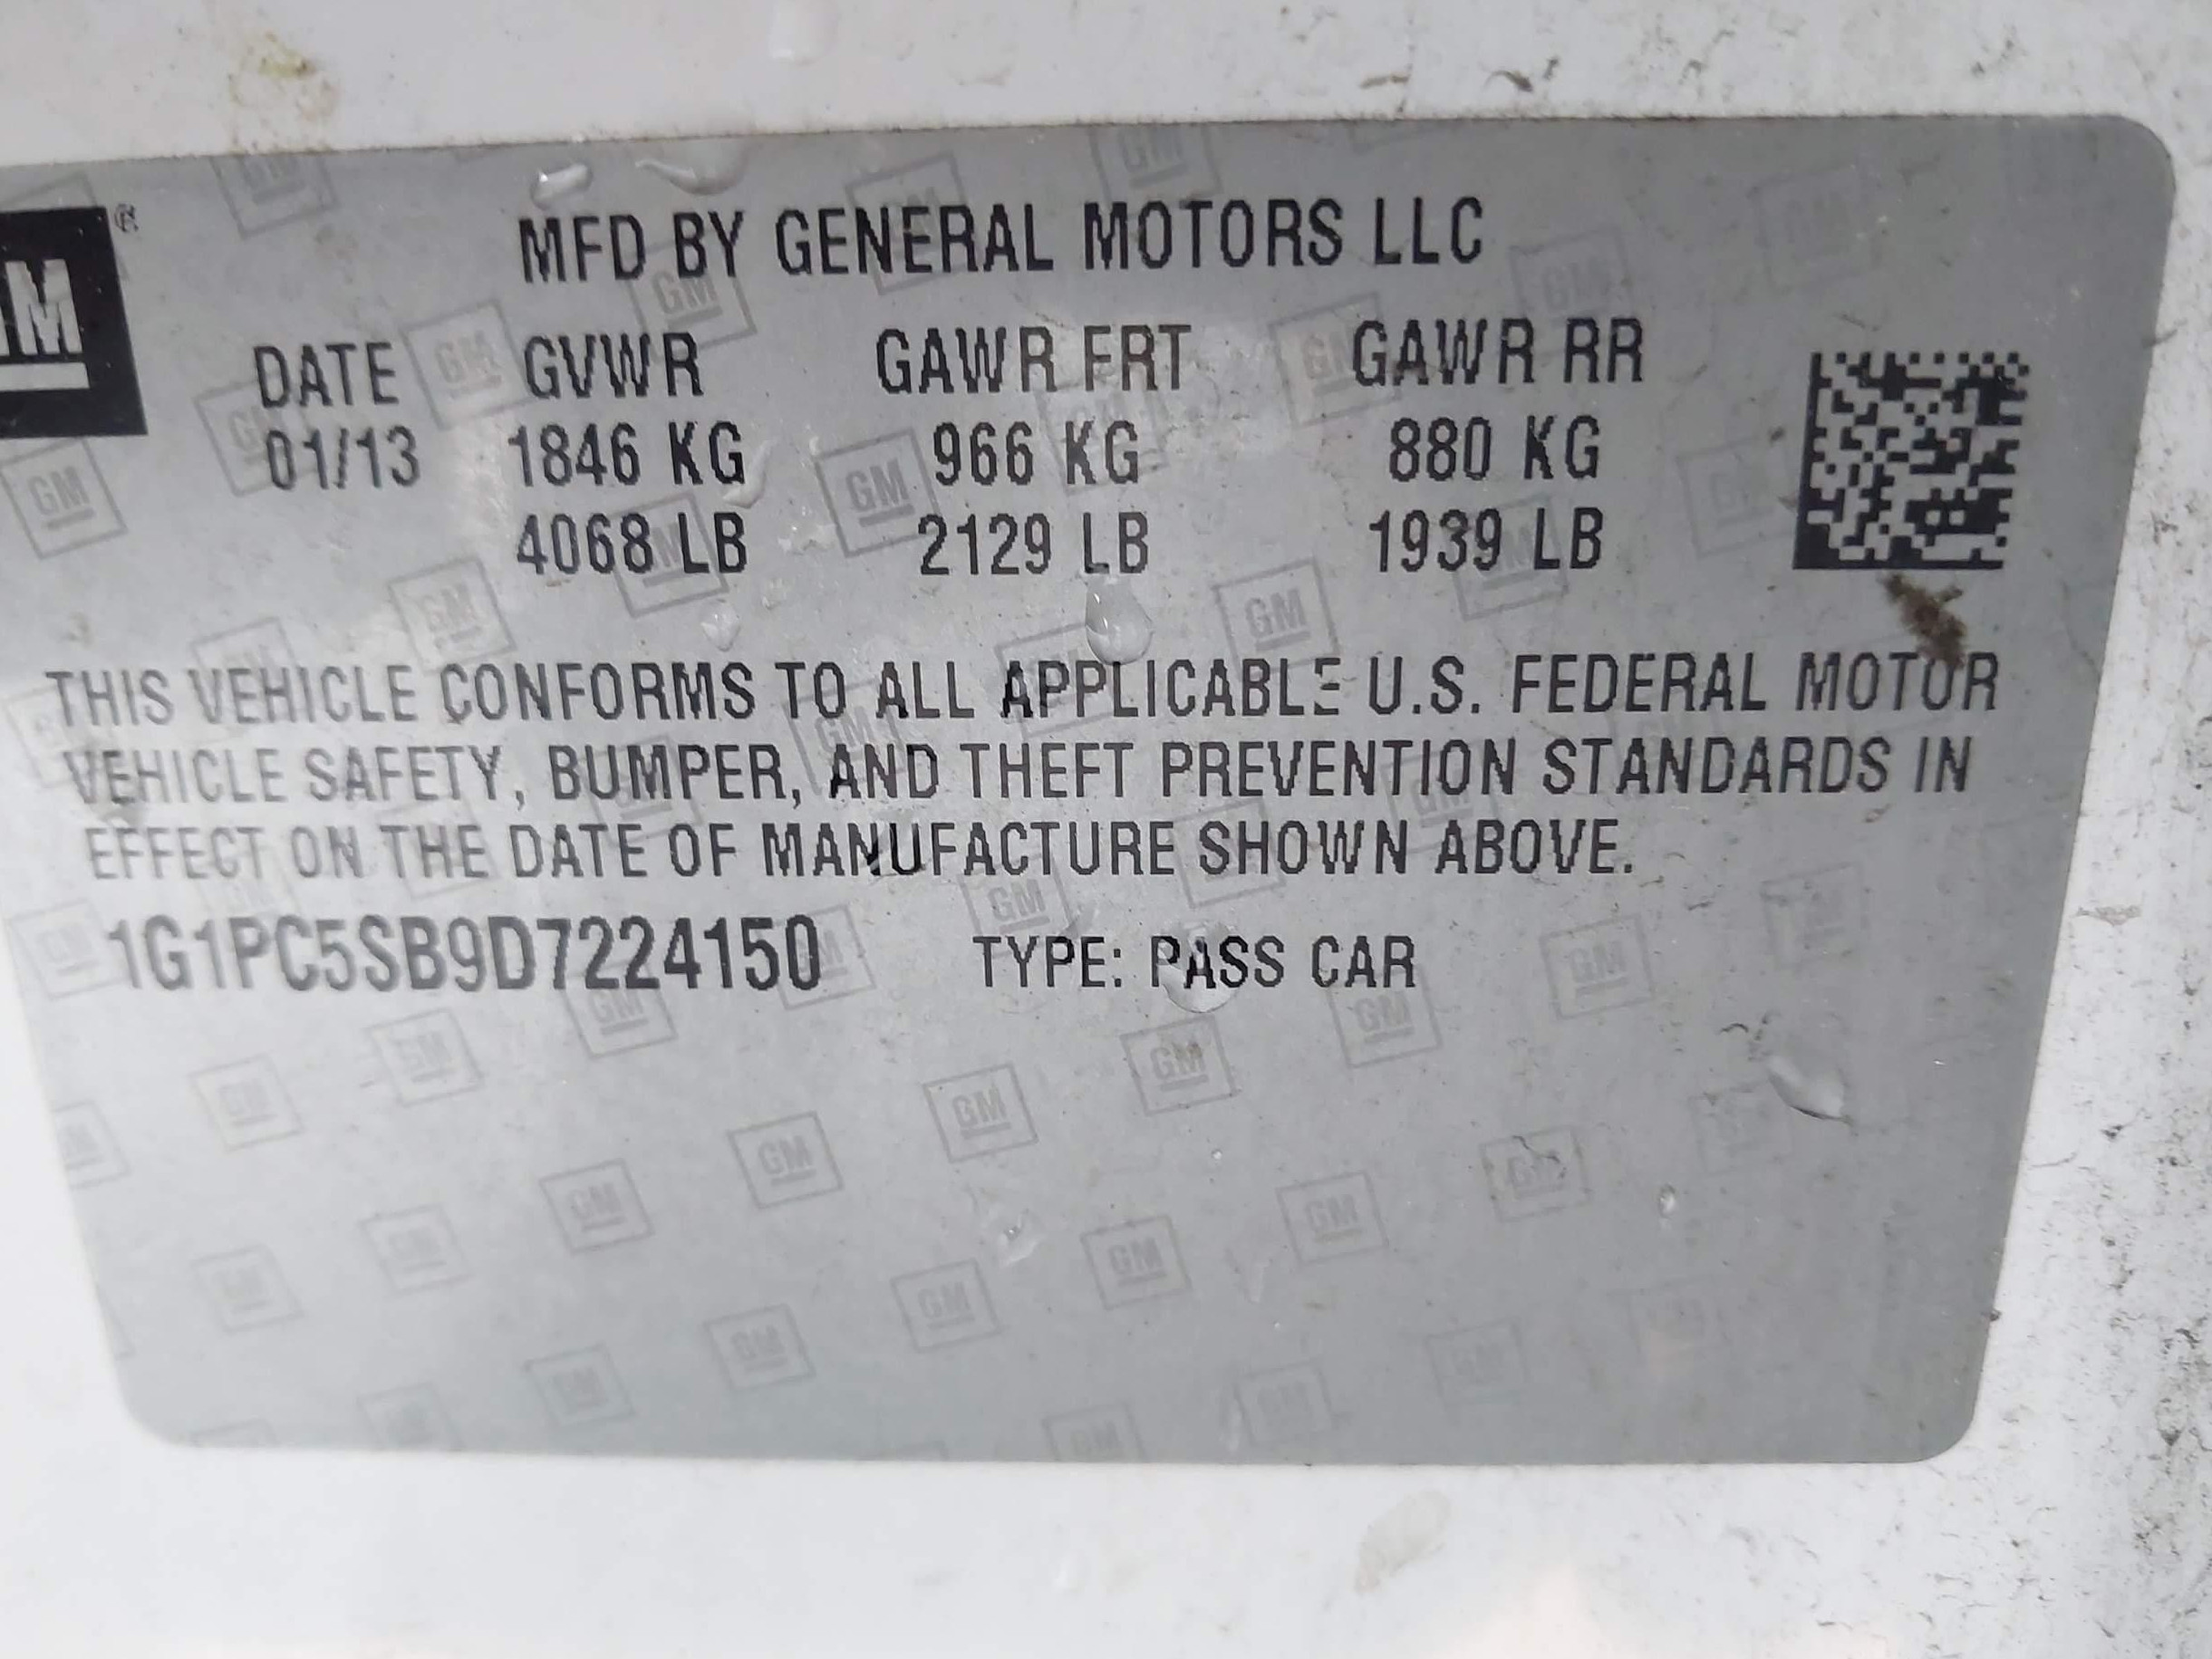 GM ®
MFD BY GENERAL MOTORS LLC
DATE GVWR GAWR FRT GAWR RR
01/13 1846 KG 966 KG 880 KG
4068 LB 2129 LB 1939 LB
THIS VEHICLE CONFORMS TO ALL APPLICABLE U.S. FEDERAL MOTOR
VEHICLE SAFETY, BUMPER, AND THEFT PREVENTION STANDARDS IN
EFFECT ON THE DATE OF MANUFACTURE SHOWN ABOVE.
1G1PC5SB9D7224150 TYPE: PASS CAR